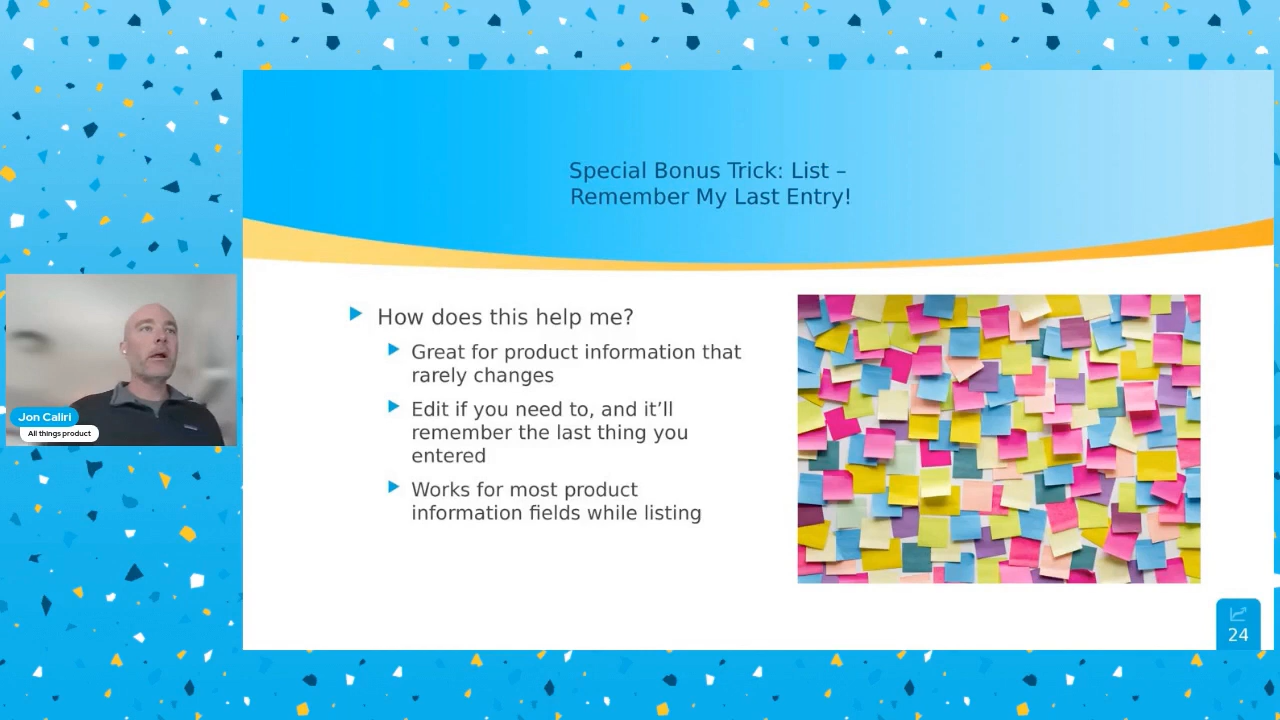 Special Bonus Trick: List –
Remember My Last Entry!
How does this help me?
Great for product information that
rarely changes
Edit if you need to, and it’ll
remember the last thing you
entered
Works for most product
information fields while listing
Jon Caliri
All things product
24